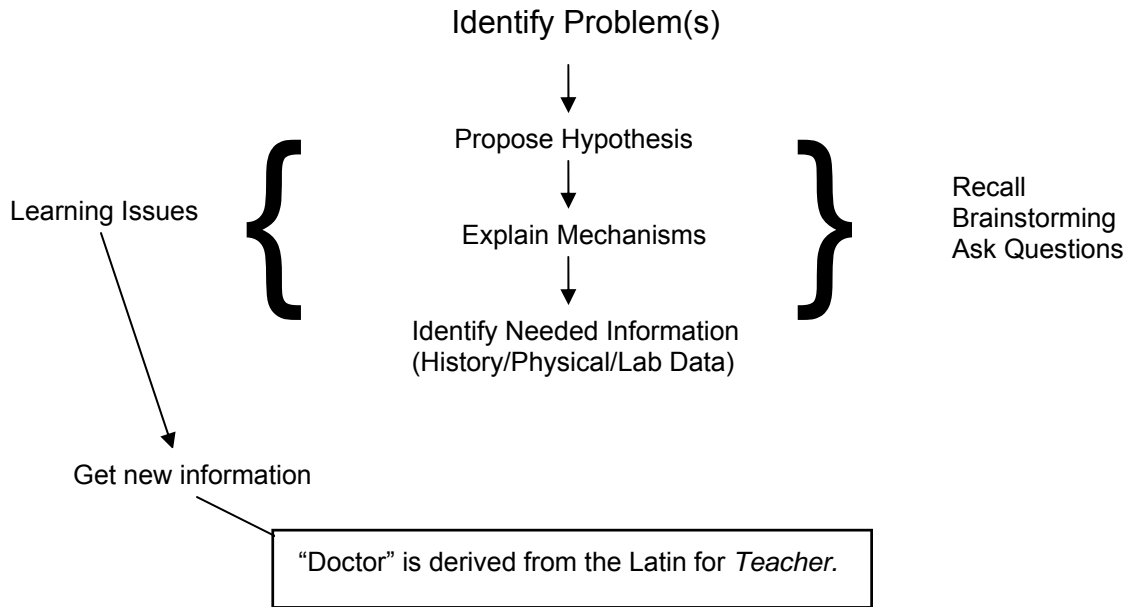 Identify Problem(s)
Propose Hypothesis
Learning Issues
Explain Mechanisms
Recall
Brainstorming
Ask Questions
Identify Needed Information
(History/Physical/Lab Data)
Get new information
“Doctor” is derived from the Latin for Teacher.